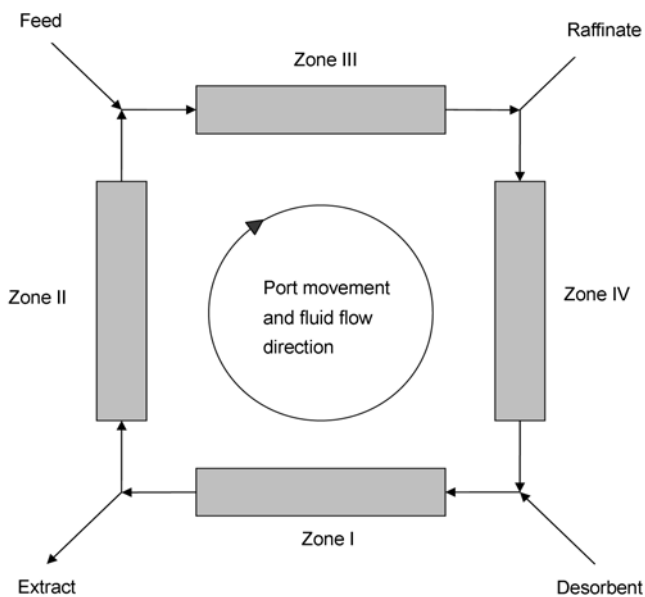 Feed
Raffinate
Zone III
Zone II
Port movement
and fluid flow
direction
Zone IV
Zone I
Extract
Desorbent